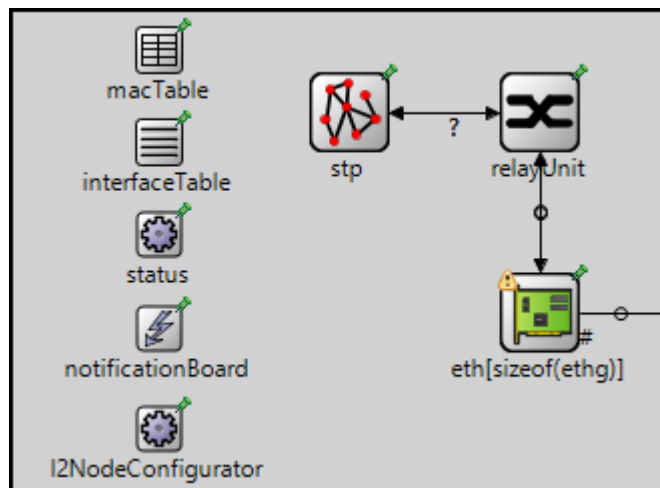 macTable
interfaceTable
status
notificationBoard
l2NodeConfigurator
stp
?
relayUnit
eth[sizeof(ethg)]
#